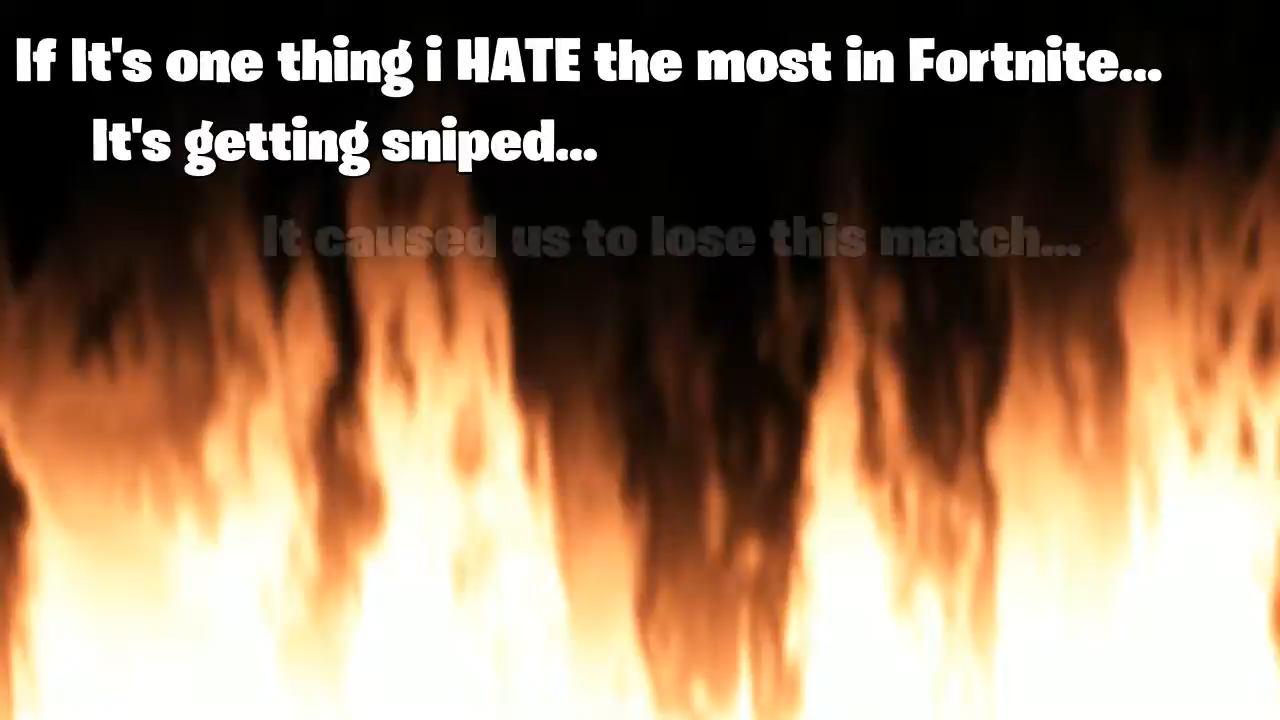 If It's one thing i HATE the most in Fortnite...
It's getting sniped...
It caused us to lose this match...